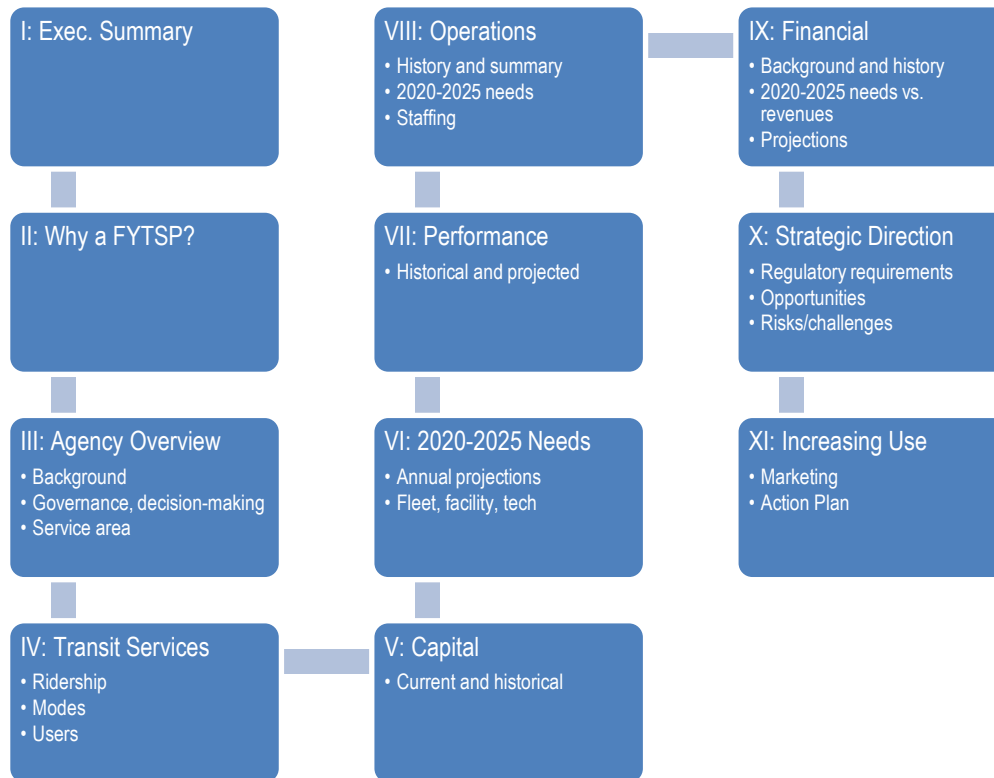 I: Exec. Summary
II: Why a FYTSP?
III: Agency Overview
• Background
• Governance, decision-making
• Service area
IV: Transit Services
• Ridership
• Modes
• Users
V: Capital
• Current and historical
VI: 2020-2025 Needs
• Annual projections
• Fleet, facility, tech
VII: Performance
• Historical and projected
VIII: Operations
• History and summary
• 2020-2025 needs
• Staffing
IX: Financial
• Background and history
• 2020-2025 needs vs.
revenues
• Projections
X: Strategic Direction
• Regulatory requirements
• Opportunities
• Risks/challenges
XI: Increasing Use
• Marketing
• Action Plan